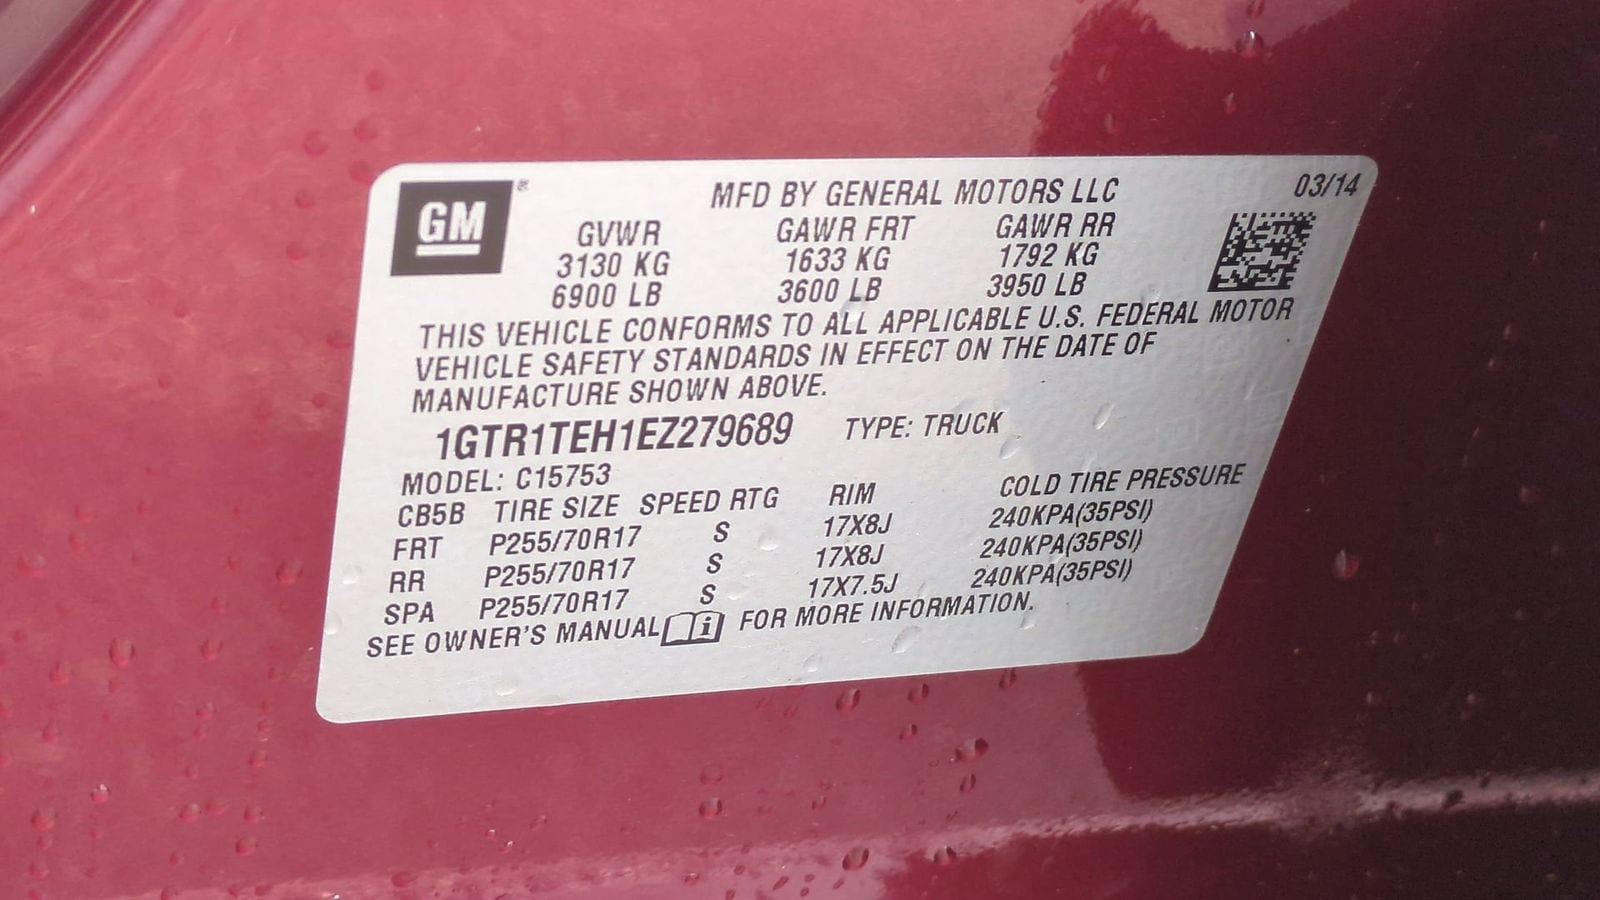 GM® MFD BY GENERAL MOTORS LLC 03/14
GVWR GAWR FRT GAWR RR
3130 KG 1633 KG 1792 KG
6900 LB 3600 LB 3950 LB
THIS VEHICLE CONFORMS TO ALL APPLICABLE U.S. FEDERAL MOTOR
VEHICLE SAFETY STANDARDS IN EFFECT ON THE DATE OF
MANUFACTURE SHOWN ABOVE.
1GTR1TEH1EZ279689 TYPE: TRUCK
MODEL: C15753
CB5B TIRE SIZE SPEED RTG RIM COLD TIRE PRESSURE
FRT P255/70R17 S 17X8J 240KPA(35PSI)
RR P255/70R17 S 17X8J 240KPA(35PSI)
SPA P255/70R17 S 17X7.5J 240KPA(35PSI)
SEE OWNER'S MANUAL i FOR MORE INFORMATION.